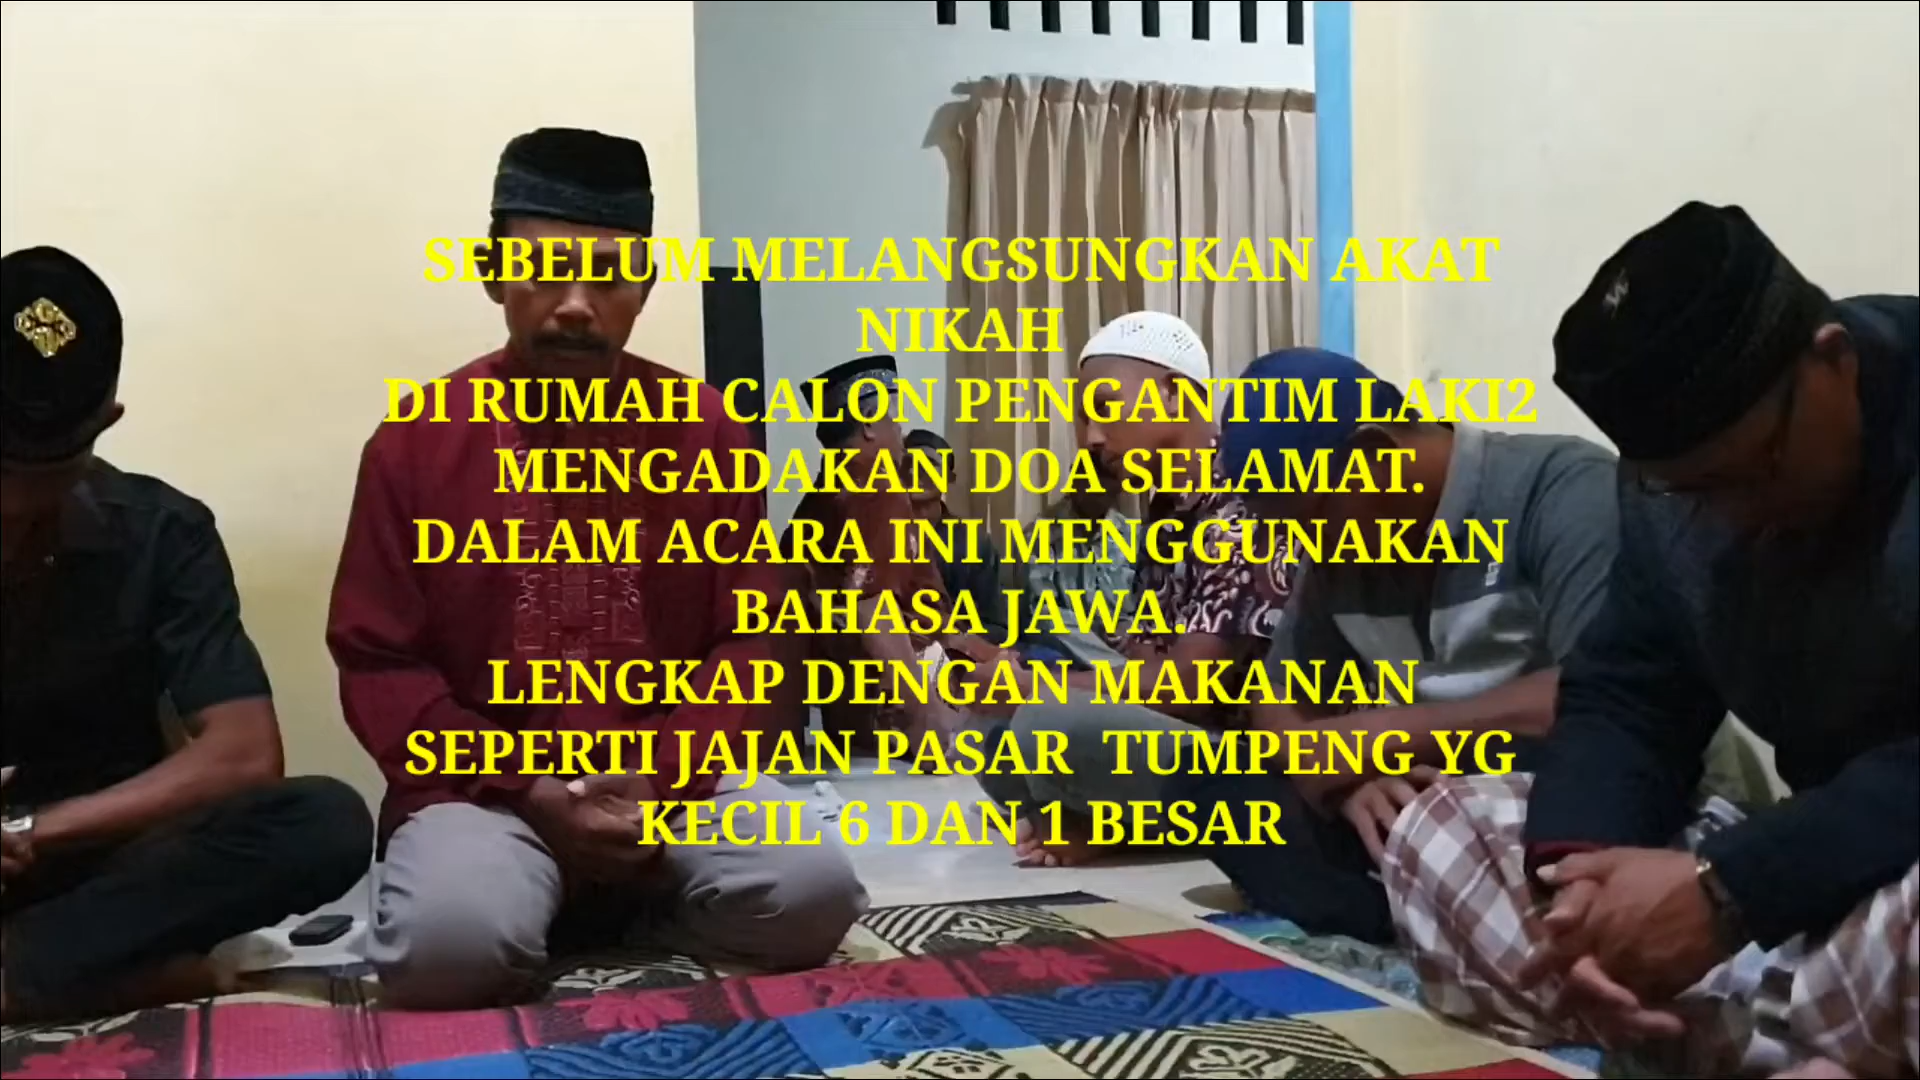 SEBELUM MELANGSUNGKAN AKAT
NIKAH
DI RUMAH CALON PENGANTIM LAKI2
MENGADAKAN DOA SELAMAT.
DALAM ACARA INI MENGGUNAKAN
BAHASA JAWA.
LENGKAP DENGAN MAKANAN
SEPERTI JAJAN PASAR  TUMPENG YG
KECIL 6 DAN 1 BESAR